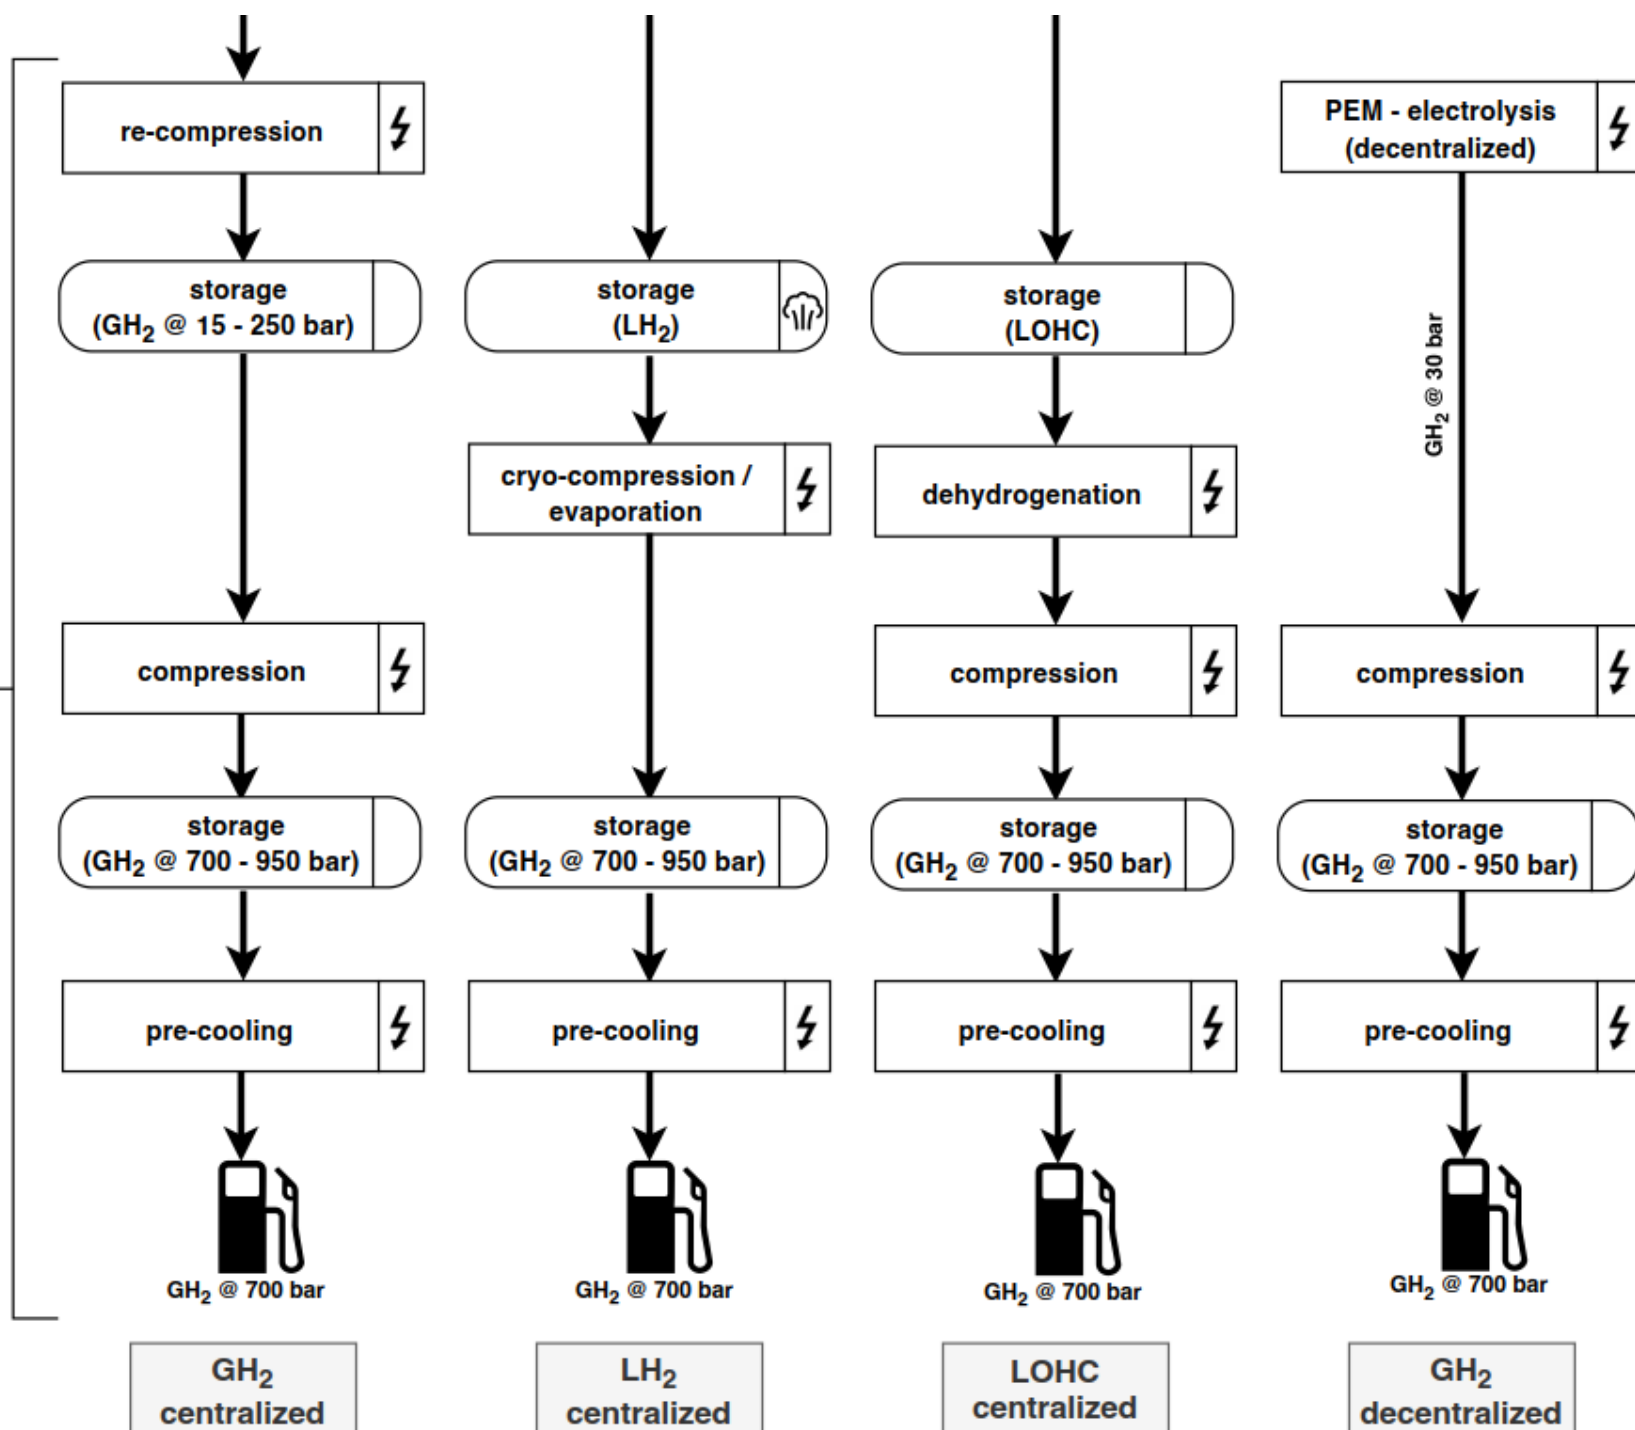 re-compression
storage
(GH₂ @ 15 - 250 bar)
compression
storage
(GH₂ @ 700 - 950 bar)
pre-cooling
GH₂ @ 700 bar
GH₂
centralized
storage
(LH₂)
cryo-compression /
evaporation
storage
(GH₂ @ 700 - 950 bar)
pre-cooling
GH₂ @ 700 bar
LH₂
centralized
storage
(LOHC)
dehydrogenation
compression
storage
(GH₂ @ 700 - 950 bar)
pre-cooling
GH₂ @ 700 bar
LOHC
centralized
PEM - electrolysis
(decentralized)
GH₂ @ 30 bar
compression
storage
(GH₂ @ 700 - 950 bar)
pre-cooling
GH₂ @ 700 bar
GH₂
decentralized